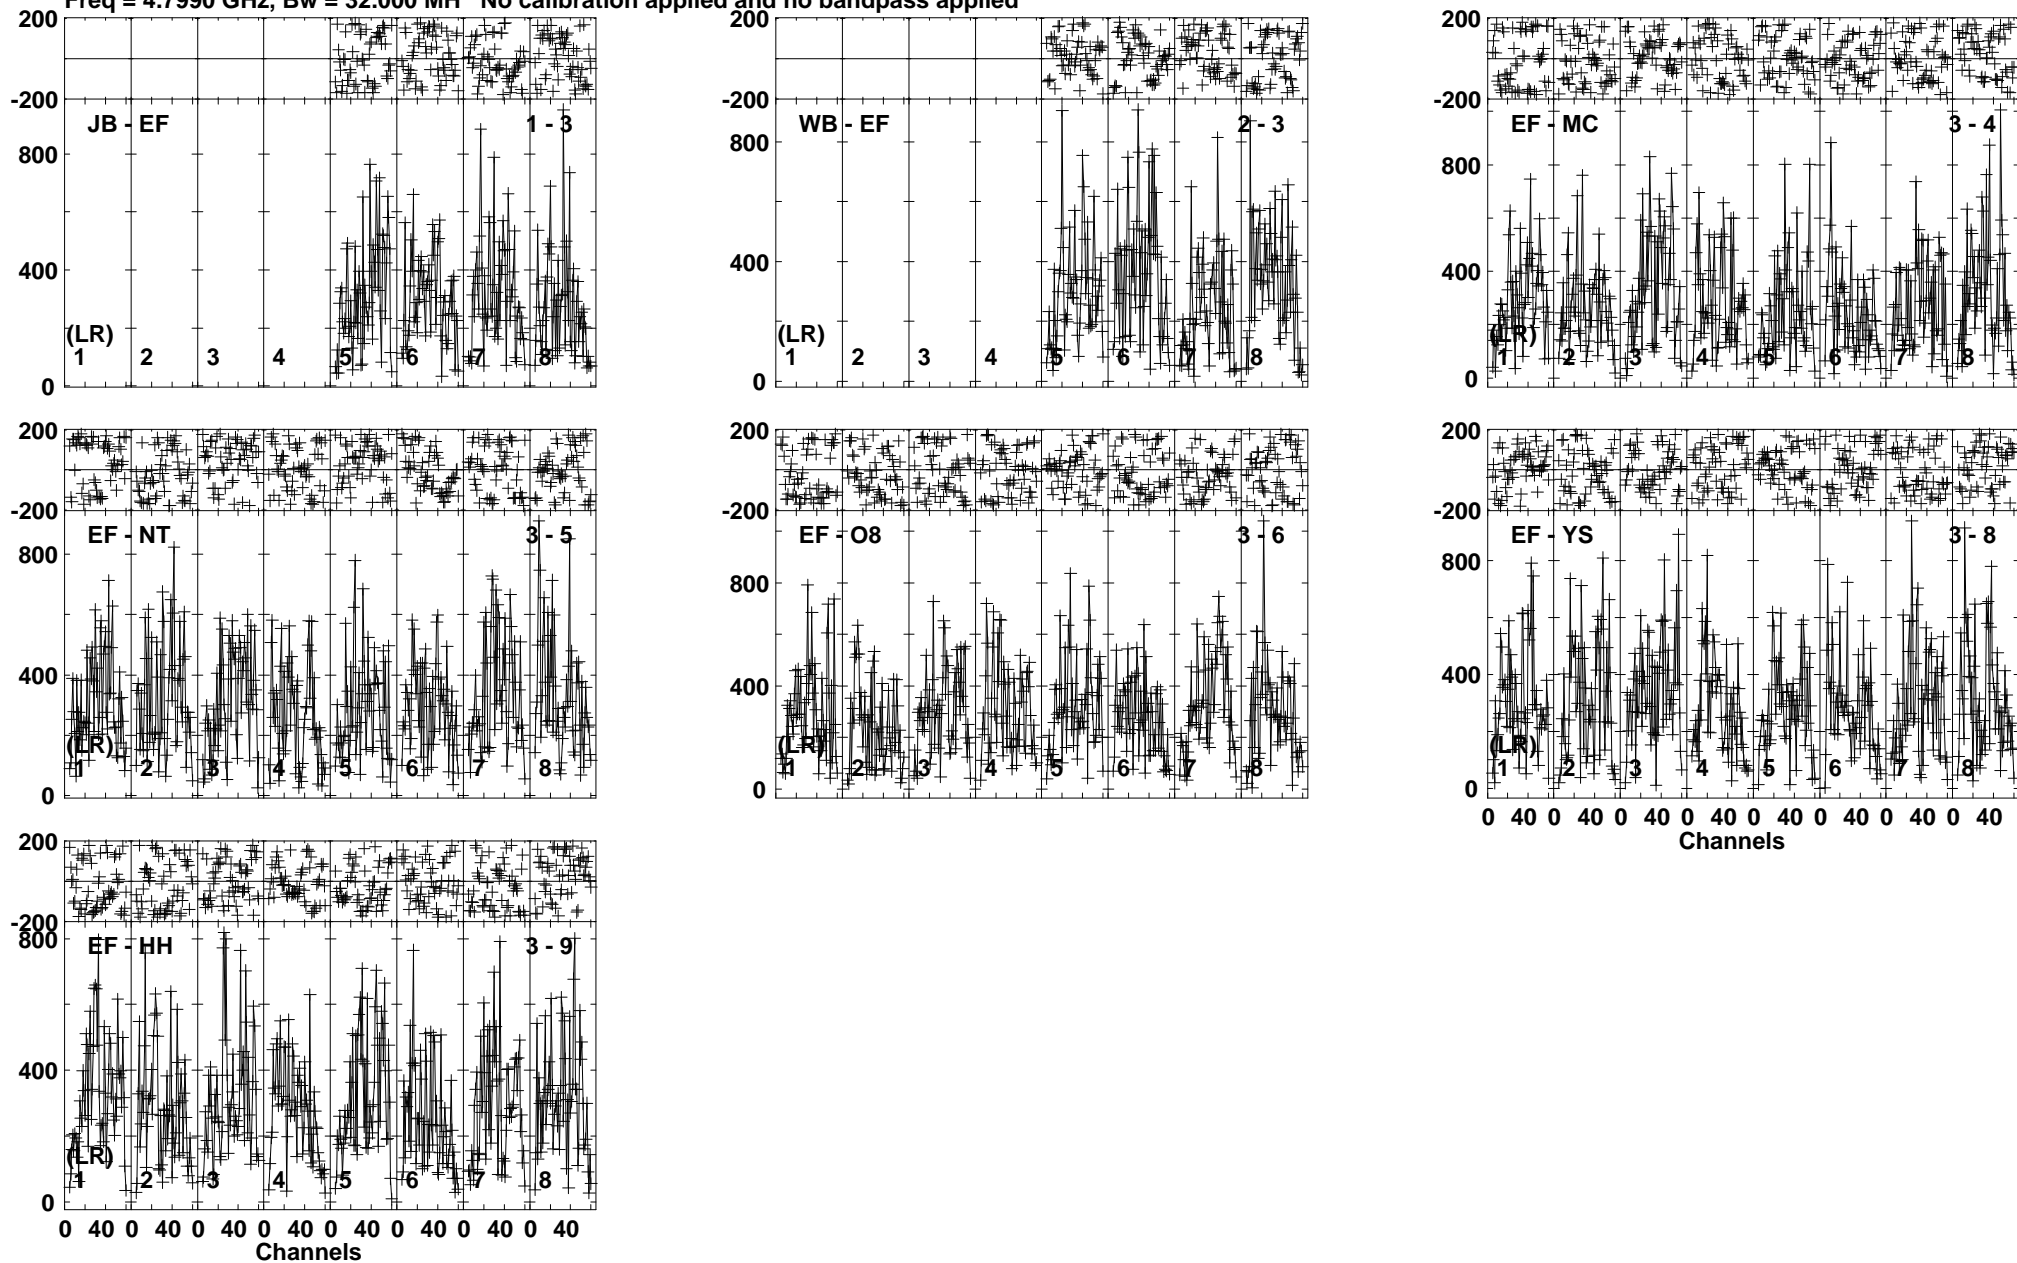 Freq = 4.7990 GHz, Bw = 32.000 MH No calibration applied and no bandpass applied
200
-200
JB - EF 1 - 3
800
400
0
(LR)
1 2 3 4 5 6 7 8
200
-200
WB - EF 2 - 3
800
400
0
(LR)
1 2 3 4 5 6 7 8
200
-200
EF - MC 3 - 4
800
400
0
(LR)
1 2 3 4 5 6 7 8
200
-200
EF - NT 3 - 5
800
400
0
(LR)
1 2 3 4 5 6 7 8
200
-200
EF - O8 3 - 6
800
400
0
(LR)
1 2 3 4 5 6 7 8
200
-200
EF - YS 3 - 8
800
400
0
(LR)
1 2 3 4 5 6 7 8
0 40 0 40 0 40 0 40 0 40 0 40 0 40 0 40
Channels
200
-200
EF - HH 3 - 9
800
400
0
(LR)
1 2 3 4 5 6 7 8
0 40 0 40 0 40 0 40 0 40 0 40 0 40 0 40
Channels